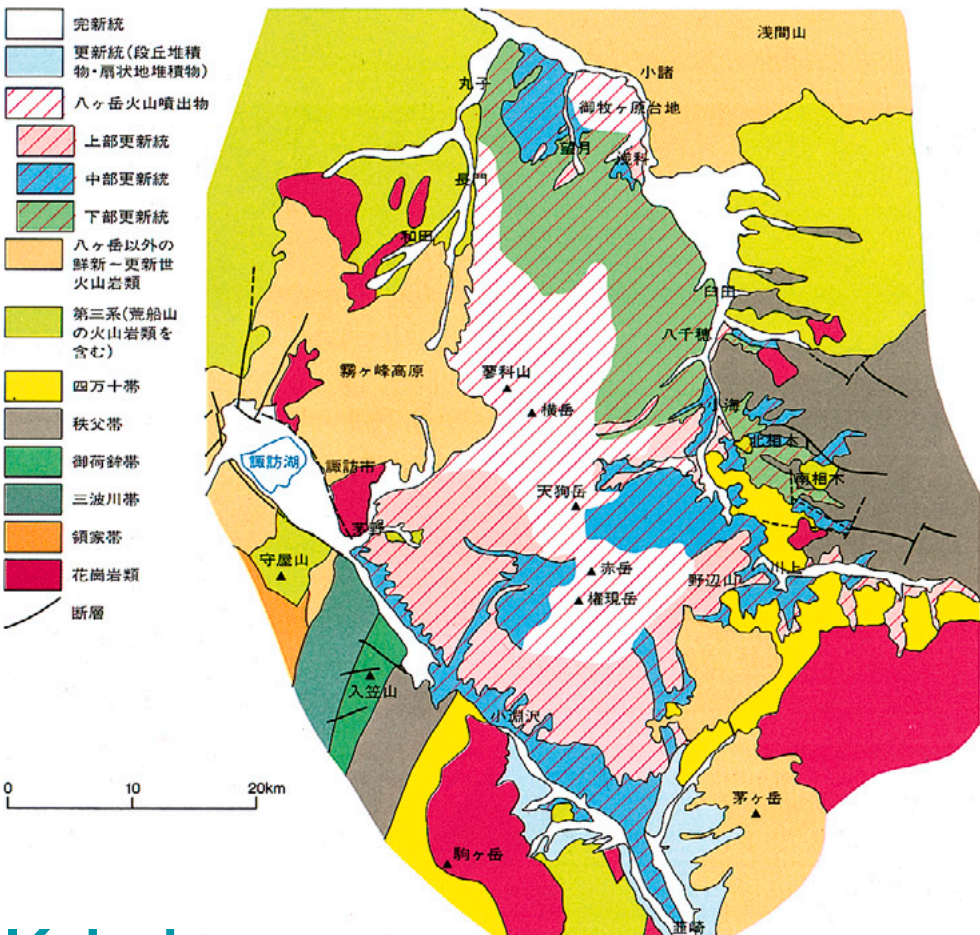 完新統
更新統(段丘堆積
物・扇状地堆積物)
八ヶ岳火山噴出物
上部更新統
中部更新統
下部更新統
八ヶ岳以外の
鮮新〜更新世
火山岩類
第三系(荒船山
の火山岩類を
含む)
四万十帯
秩父帯
御荷鉾帯
三波川帯
領家帯
花崗岩類
断層
0 10 20km
浅間山
小諸
丸子
御牧ヶ原台地
望月
浅科
長門
和田
臼田
八千穂
霧ヶ峰高原
蓼科山
横岳
小海
北相木
南相木
諏訪湖
諏訪市
天狗岳
茅野
守屋山
赤岳
野辺山
川上
権現岳
入笠山
小淵沢
茅ヶ岳
駒ヶ岳
韮崎